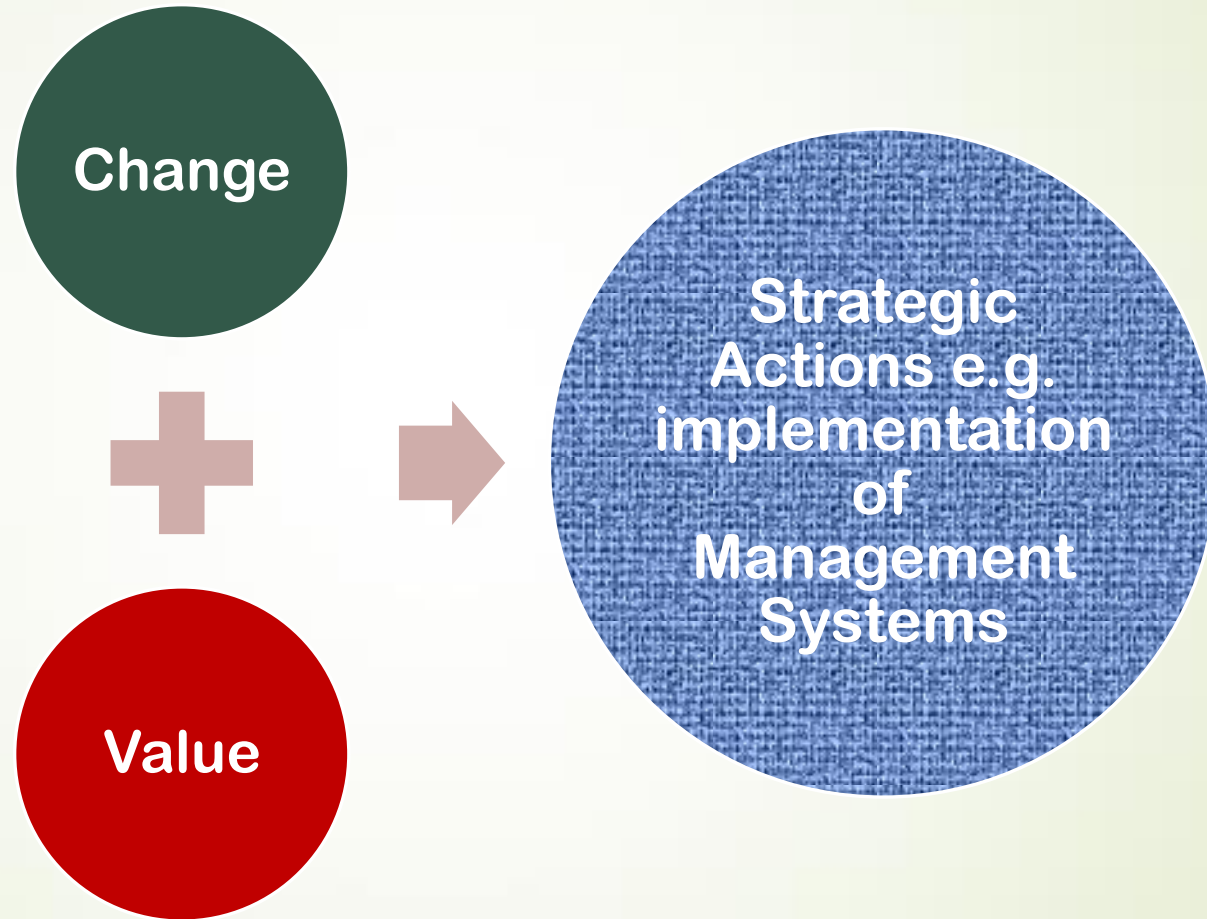 Change
Value
Strategic
Actions e.g.
implementation
of
Management
Systems